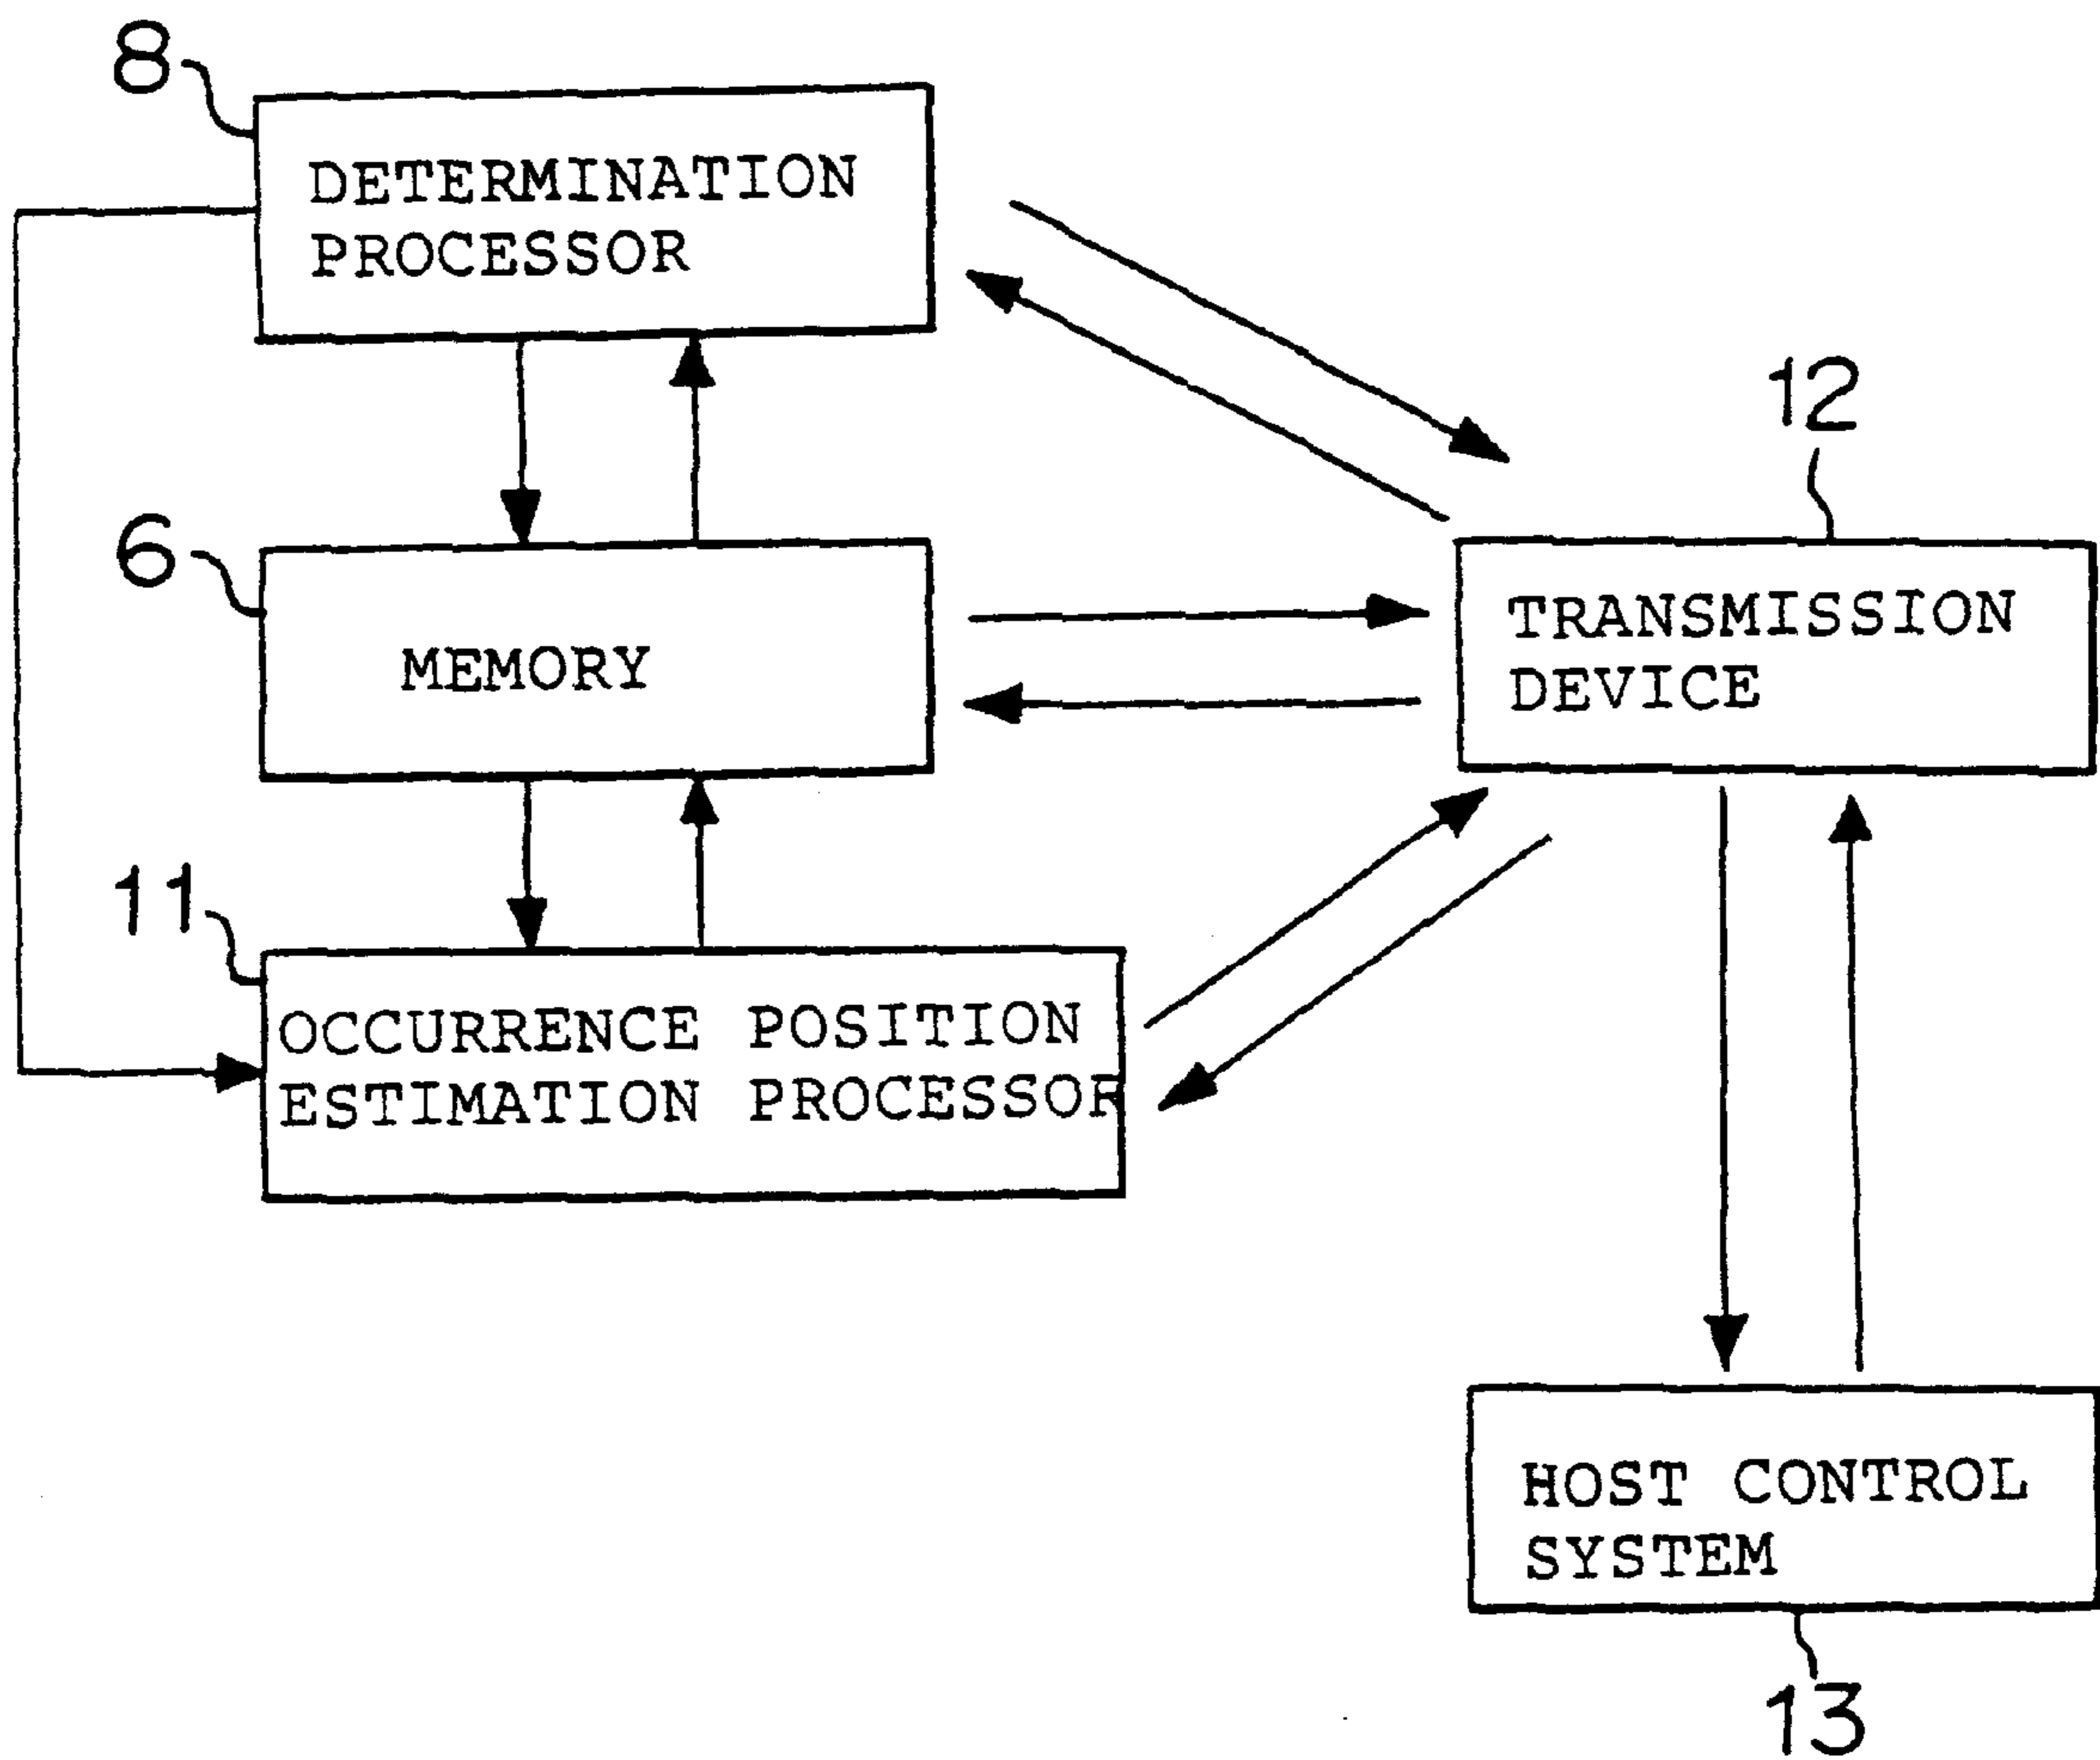 8
DETERMINATION
PROCESSOR
12
6
MEMORY
TRANSMISSION
DEVICE
11
OCCURRENCE POSITION
ESTIMATION PROCESSOR
HOST CONTROL
SYSTEM
13